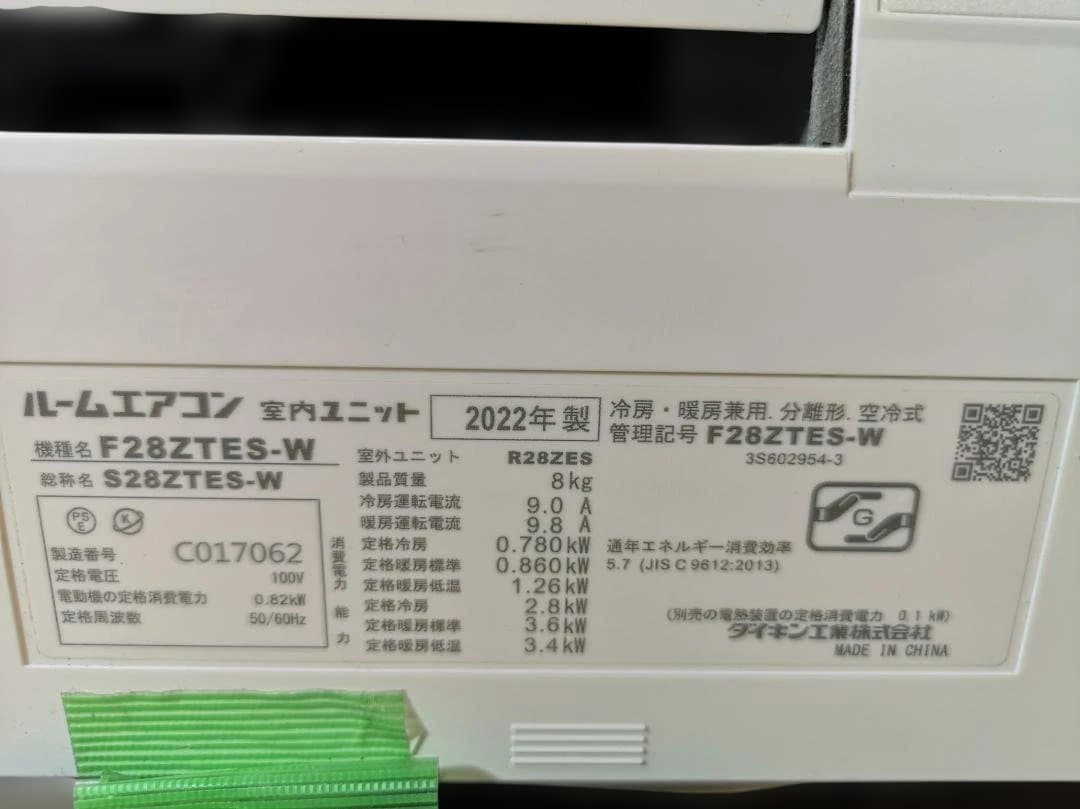 ルームエアコン 室内ユニット
2022年 製
冷房・暖房兼用. 分離形. 空冷式
機種名 F28ZTES-W
管理記号 F28ZTES-W
3S602954-3
総称名 S28ZTES-W
室外ユニット R28ZES
製品質量 8kg
冷房運転電流 9.0 A
暖房運転電流 9.8 A
消費電力
定格冷房 0.780kW
定格暖房標準 0.860kW
定格暖房低温 1.26kW
能力
定格冷房 2.8kW
定格暖房標準 3.6kW
定格暖房低温 3.4kW
PS
E
製造番号 C017062
定格電圧 100V
電動機の定格消費電力 0.82kW
定格周波数 50/60Hz
G
通年エネルギー消費効率
5.7 (JIS C 9612:2013)
(別売の電熱装置の定格消費電力 0.1 kW)
ダイキン工業株式会社
MADE IN CHINA